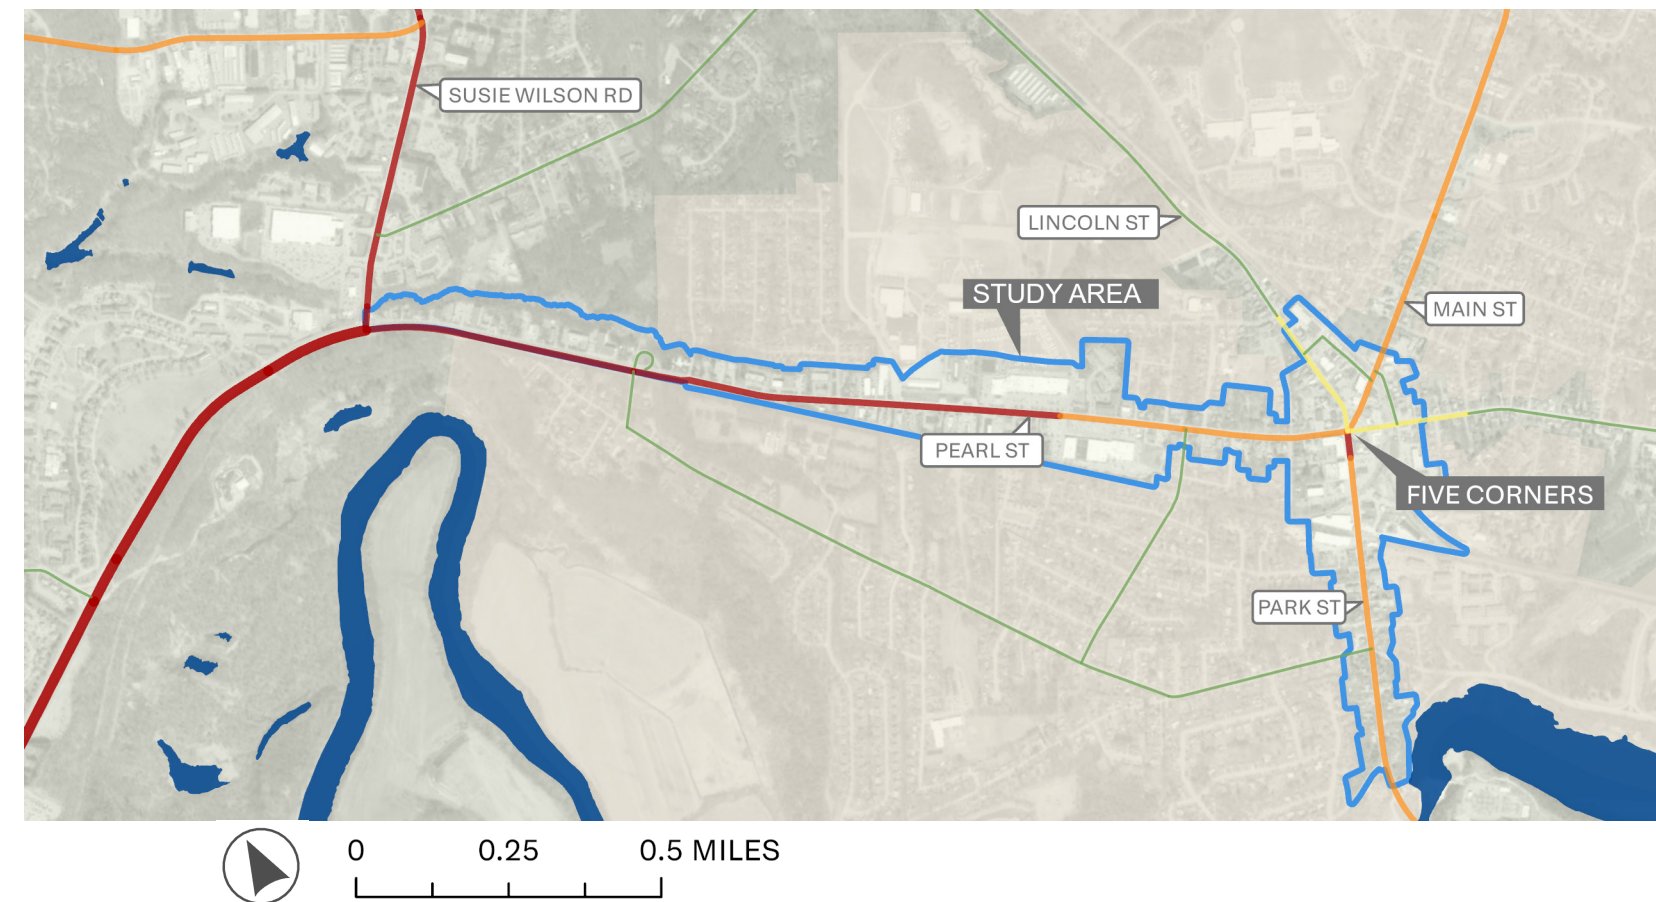 SUSIE WILSON RD
LINCOLN ST
STUDY AREA
MAIN ST
PEARL ST
FIVE CORNERS
PARK ST
0 0.25 0.5 MILES